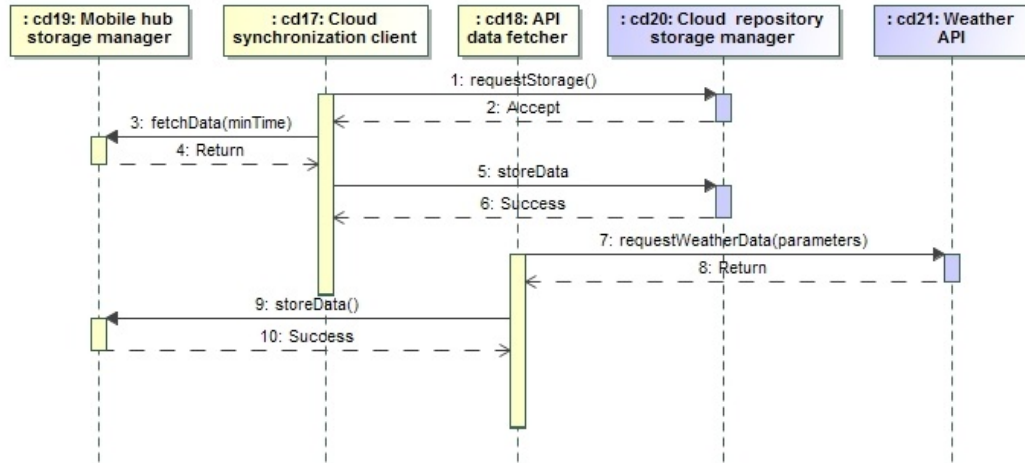 : cd19: Mobile hub
storage manager
: cd17: Cloud
synchronization client
: cd18: API
data fetcher
: cd20: Cloud repository
storage manager
: cd21: Weather
API
1: requestStorage()
2: Accept
3: fetchData(minTime)
4: Return
5: storeData
6: Success
7: requestWeatherData(parameters)
8: Return
9: storeData()
10: Success